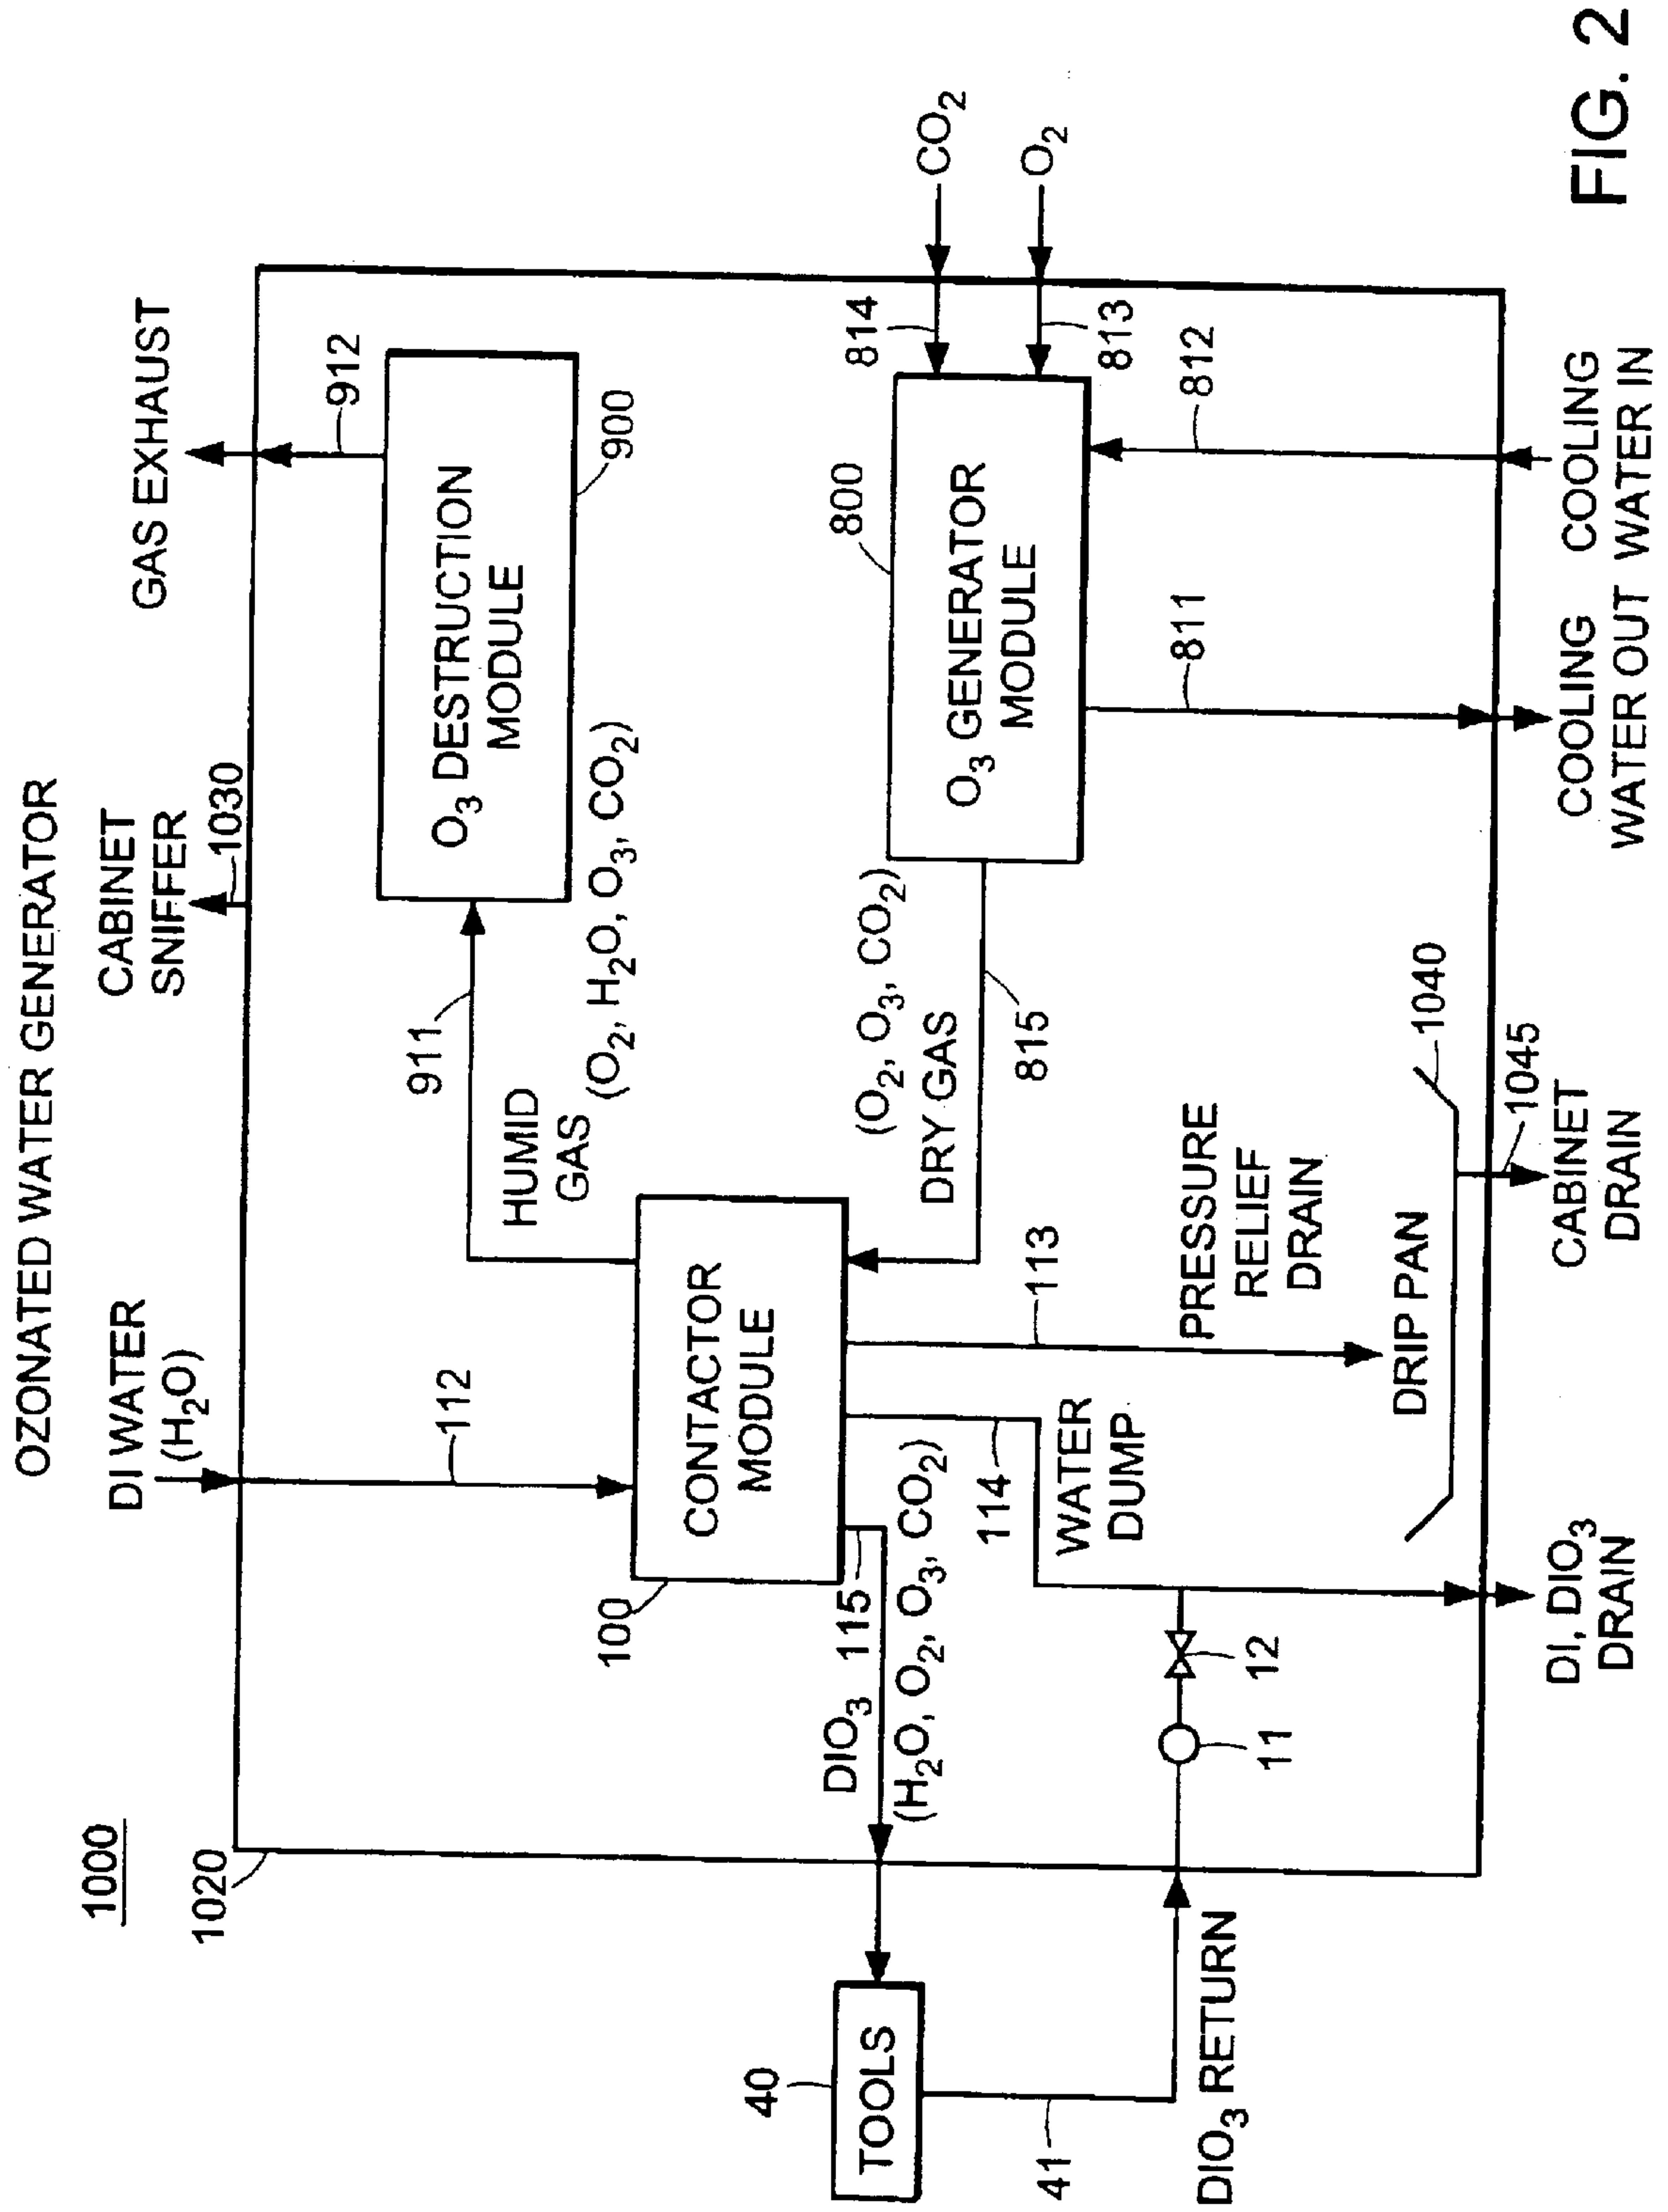 OZONATED WATER GENERATOR
1000
1020
DI WATER
(H₂O)
CABINET
SNIFFER
1030
GAS EXHAUST
912
112
911
HUMID
GAS
(O₂, H₂O, O₃, CO₂)
O₃ DESTRUCTION
MODULE
900
100
CONTACTOR
MODULE
800
O₃ GENERATOR
MODULE
814
CO₂
813
O₂
(O₂, O₃, CO₂)
DRY GAS
815
40
TOOLS
DIO₃
115
(H₂O, O₂, O₃, CO₂)
114
WATER
DUMP
113
PRESSURE
RELIEF
DRAIN
811
812
41
DIO₃ RETURN
11
12
DRIP PAN
1040
1045
DI, DIO₃
DRAIN
CABINET
DRAIN
COOLING
WATER OUT
COOLING
WATER IN
FIG. 2